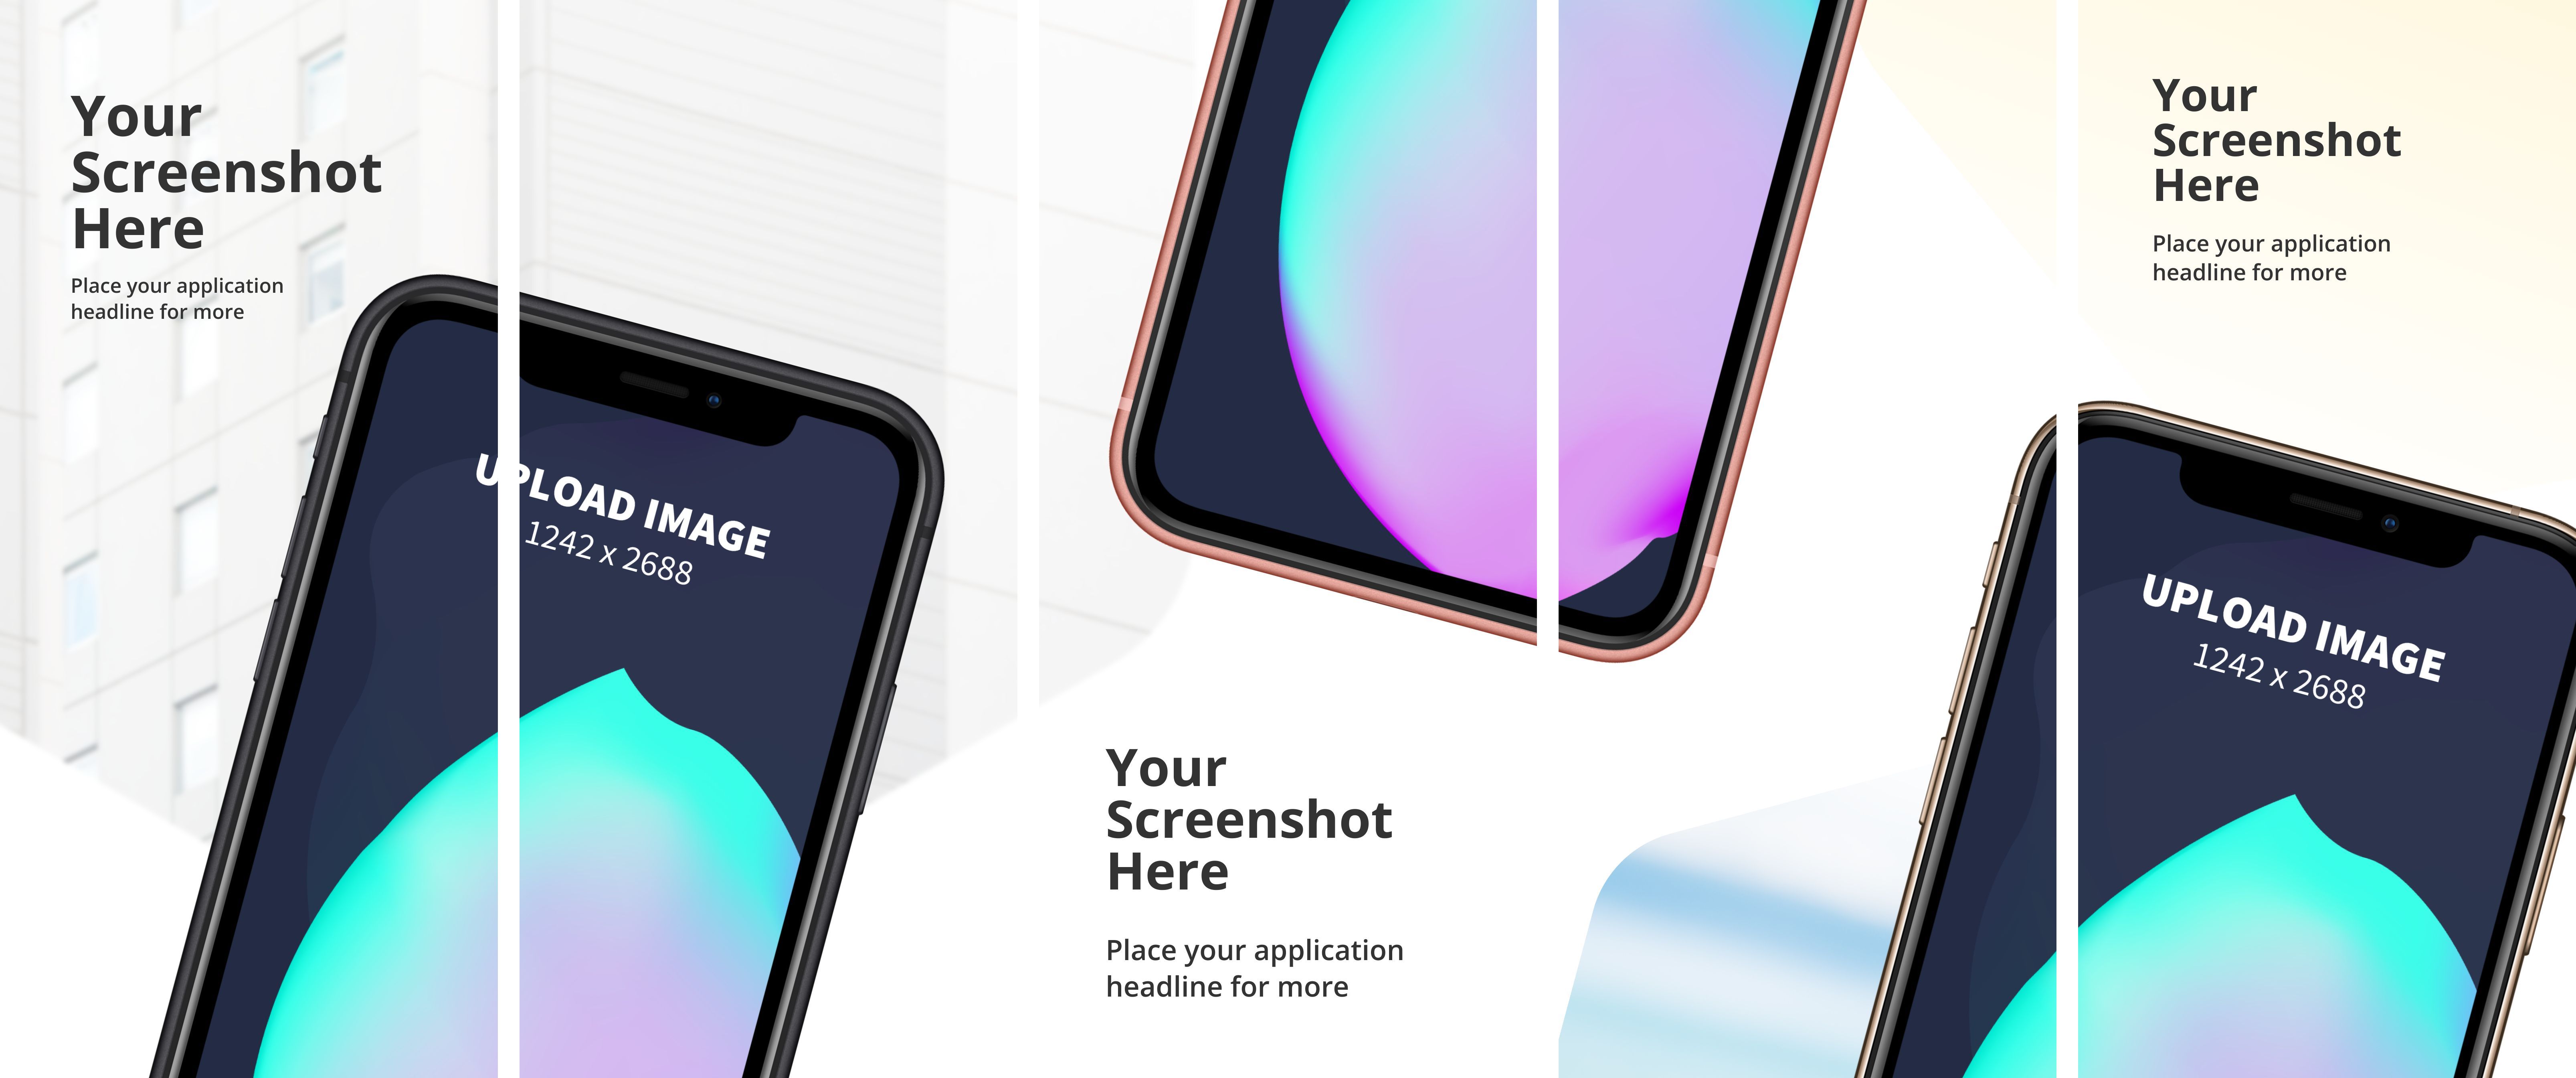 Your
Screenshot
Here
Place your application
headline for more
UPLOAD IMAGE
1242 x 2688
Your
Screenshot
Here
Place your application
headline for more
Your
Screenshot
Here
Place your application
headline for more
UPLOAD IMAGE
1242 x 2688